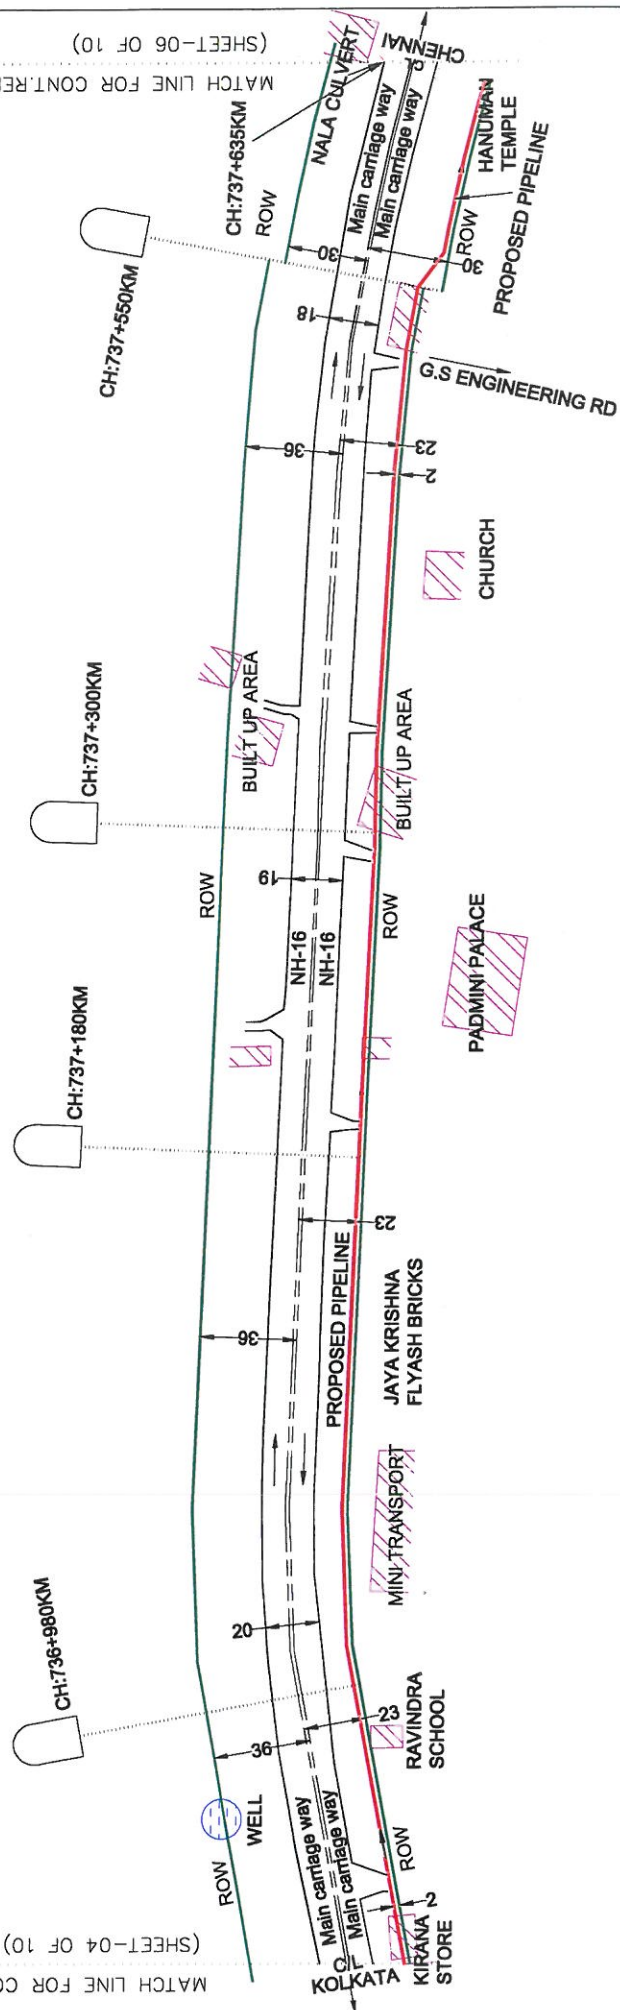 MATCH LINE FOR CO
(SHEET-04 OF 10)
MATCH LINE FOR CONT.REF
(SHEET-06 OF 10)
CH:736+980KM
CH:737+180KM
CH:737+300KM
CH:737+550KM
CH:737+635KM
ROW
WELL
36
36
ROW
BUILT UP AREA
36
ROW
30
NALA CULVERT
C/L
KOLKATA
Main carriage way
Main carriage way
20
NH-16
NH-16
19
18
Main carriage way
Main carriage way
C/L
CHENNAI
KIRANA
STORE
2
ROW
23
RAVINDRA
SCHOOL
MINI TRANSPORT
PROPOSED PIPELINE
JAYA KRISHNA
FLYASH BRICKS
23
PADMINI PALACE
ROW
BUILT UP AREA
CHURCH
2
23
G.S ENGINEERING RD
30
ROW
PROPOSED PIPELINE
HANUMAN
TEMPLE